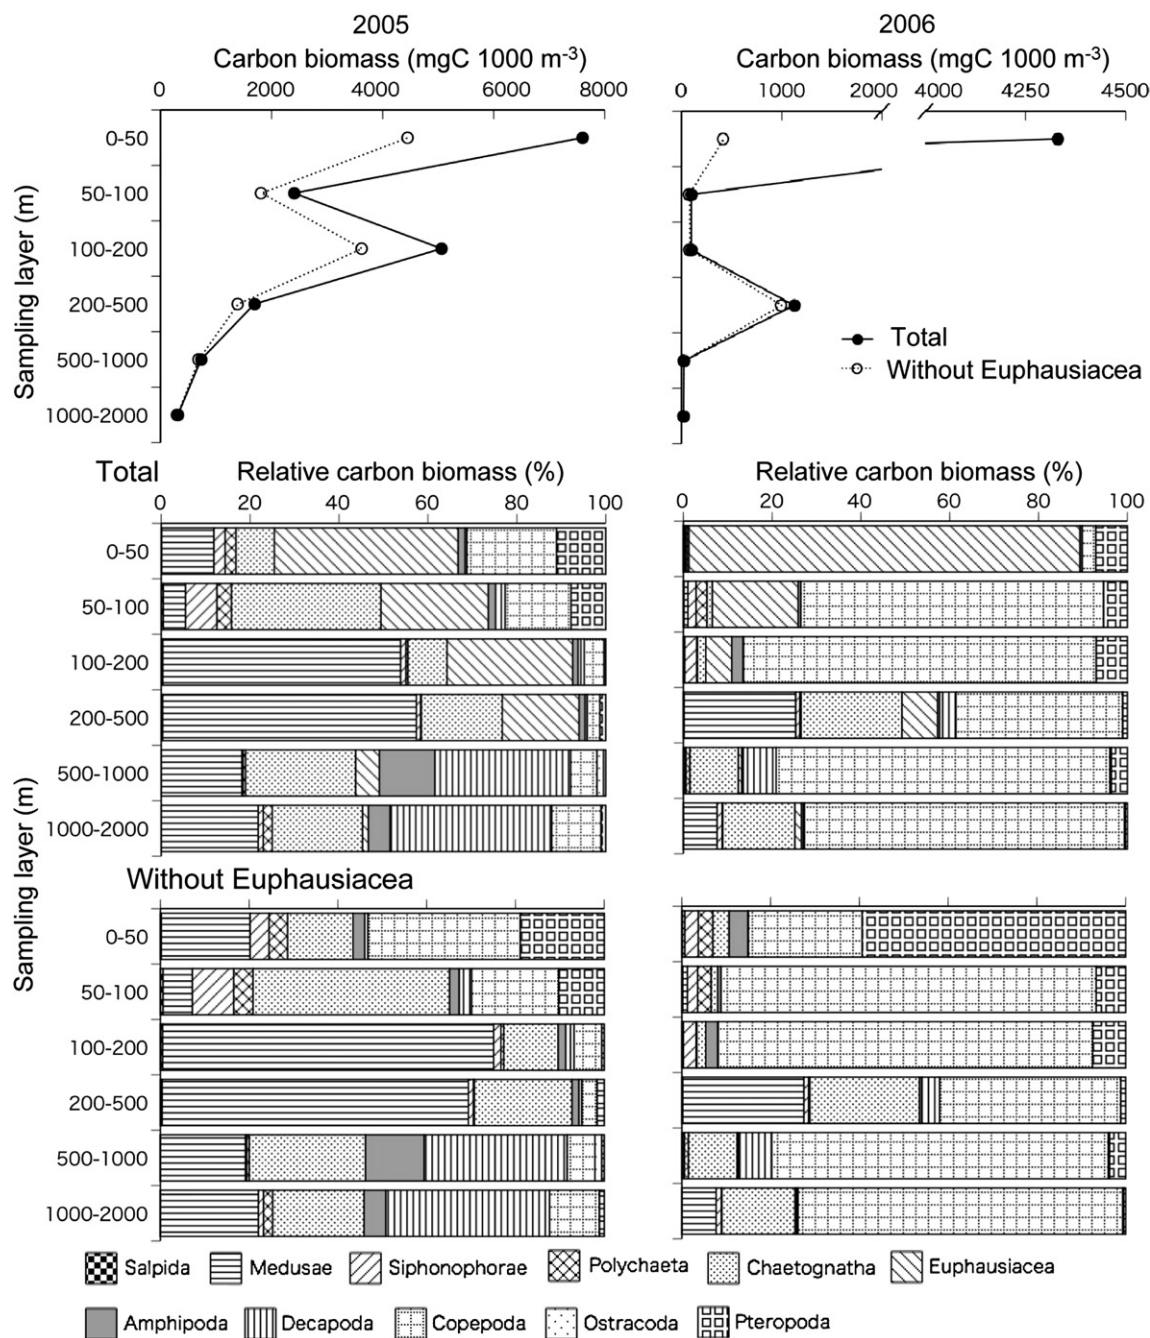 2005 2006
Carbon biomass (mgC 1000 m-3) Carbon biomass (mgC 1000 m-3)
0 2000 4000 6000 8000 0 1000 2000 4000 4250 4500
Sampling layer (m)
0-50
50-100
100-200
200-500
500-1000
1000-2000
Total
Without Euphausiacea
Total Relative carbon biomass (%) Relative carbon biomass (%)
0 20 40 60 80 100 0 20 40 60 80 100
Sampling layer (m)
0-50
50-100
100-200
200-500
500-1000
1000-2000
Without Euphausiacea
0-50
50-100
100-200
200-500
500-1000
1000-2000
Salpida Medusae Siphonophorae Polychaeta Chaetognatha Euphausiacea
Amphipoda Decapoda Copepoda Ostracoda Pteropoda